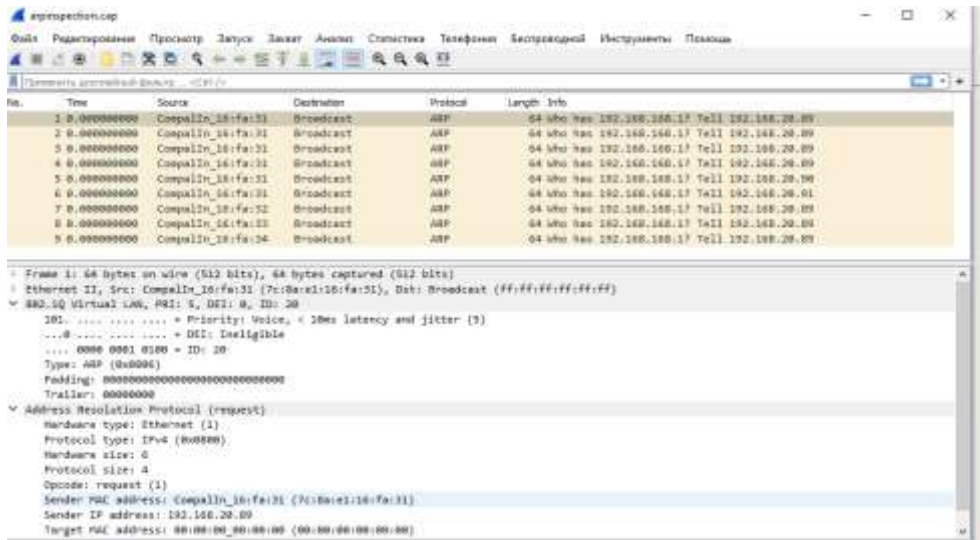 arpinspection.cap
Файл Редактирование Просмотр Запуск Захват Анализ Статистика Телефония Беспроводной Инструменты Помощь
No. Time Source Destination Protocol Length Info
1 0.000000000 CompalIn_16:fa:31 Broadcast ARP 64 Who has 192.168.168.1? Tell 192.168.20.89
2 0.000000000 CompalIn_16:fa:31 Broadcast ARP 64 Who has 192.168.168.1? Tell 192.168.20.89
3 0.000000000 CompalIn_16:fa:31 Broadcast ARP 64 Who has 192.168.168.1? Tell 192.168.20.89
4 0.000000000 CompalIn_16:fa:31 Broadcast ARP 64 Who has 192.168.168.1? Tell 192.168.20.89
5 0.000000000 CompalIn_16:fa:31 Broadcast ARP 64 Who has 192.168.168.1? Tell 192.168.20.90
6 0.000000000 CompalIn_16:fa:31 Broadcast ARP 64 Who has 192.168.168.1? Tell 192.168.20.91
7 0.000000000 CompalIn_16:fa:32 Broadcast ARP 64 Who has 192.168.168.1? Tell 192.168.20.89
8 0.000000000 CompalIn_16:fa:33 Broadcast ARP 64 Who has 192.168.168.1? Tell 192.168.20.89
9 0.000000000 CompalIn_16:fa:34 Broadcast ARP 64 Who has 192.168.168.1? Tell 192.168.20.89
Frame 1: 64 bytes on wire (512 bits), 64 bytes captured (512 bits)
Ethernet II, Src: CompalIn_16:fa:31 (7c:8a:e1:16:fa:31), Dst: Broadcast (ff:ff:ff:ff:ff:ff)
802.1Q Virtual LAN, PRI: 5, DEI: 0, ID: 20
101. .... .... .... = Priority: Voice, < 10ms latency and jitter (5)
...0 .... .... .... = DEI: Ineligible
.... 0000 0001 0100 = ID: 20
Type: ARP (0x0806)
Padding: 0000000000000000000000000000
Trailer: 00000000
Address Resolution Protocol (request)
Hardware type: Ethernet (1)
Protocol type: IPv4 (0x0800)
Hardware size: 6
Protocol size: 4
Opcode: request (1)
Sender MAC address: CompalIn_16:fa:31 (7c:8a:e1:16:fa:31)
Sender IP address: 192.168.20.89
Target MAC address: 00:00:00_00:00:00 (00:00:00:00:00:00)